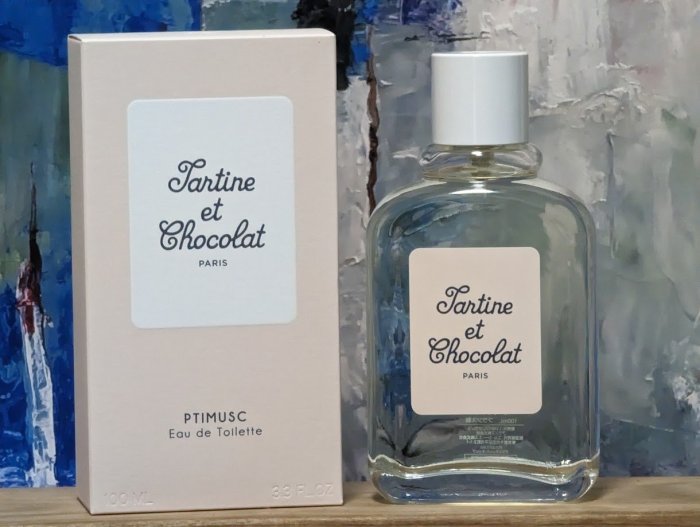 Tartine
et
Chocolat
PARIS
PTIMUSC
Eau de Toilette
100 ML
3.3 FL.OZ
Tartine
et
Chocolat
PARIS